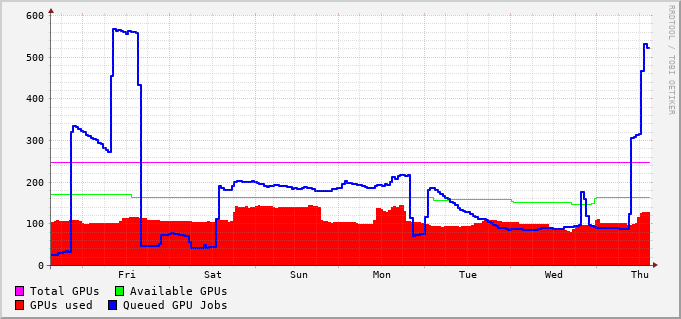 600
500
400
300
200
100
0
Fri Sat Sun Mon Tue Wed Thu
Total GPUs Available GPUs
GPUs used Queued GPU Jobs
RRDTOOL / TOBI OETIKER